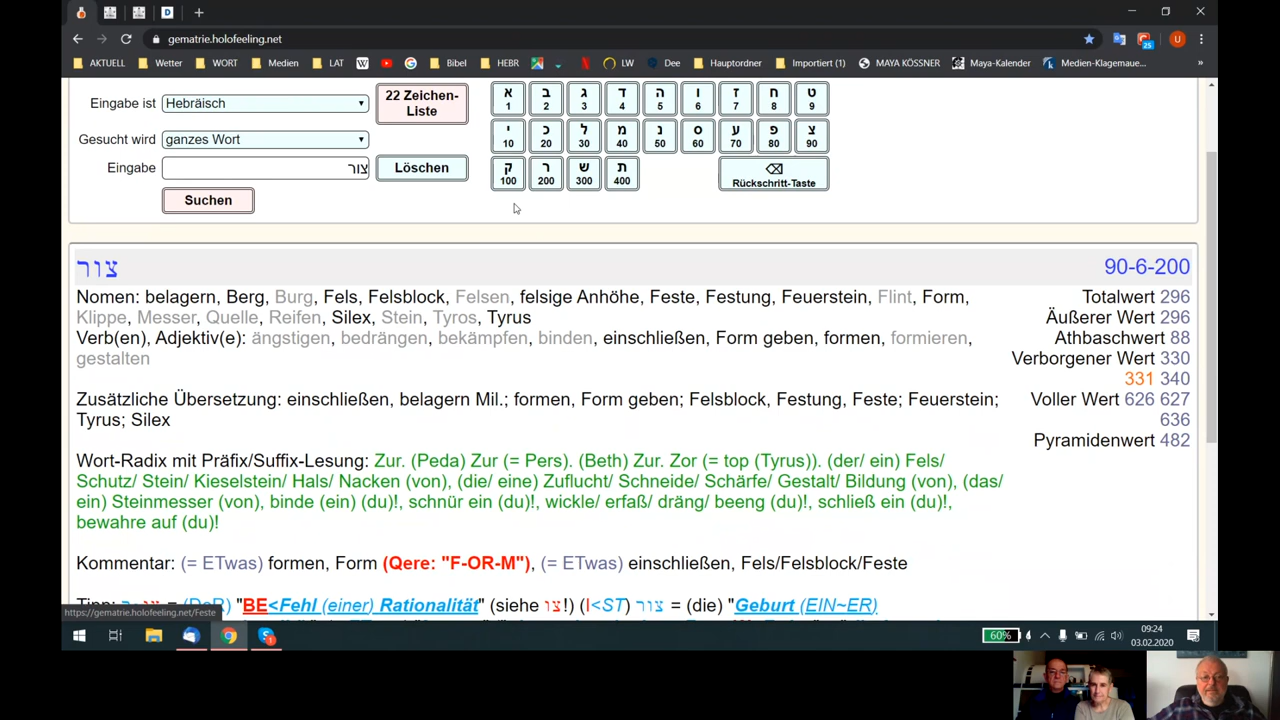 gematrie.holofeeling.net
25
U
AKTUELL Wetter WORT Medien LAT Bibel HEBR LW Dee Hauptordner Importiert (1) MAYA KÖSSNER Maya-Kalender Medien-Klagemaue... »
Eingabe ist Hebräisch
22 Zeichen-Liste
Gesucht wird ganzes Wort
Eingabe צור Löschen
Suchen
א ב ג ד ה ו ז ח ט
1 2 3 4 5 6 7 8 9
י כ ל מ נ ס ע פ צ
10 20 30 40 50 60 70 80 90
ק ר ש ת ⌫
100 200 300 400 Rückschritt-Taste
צור 90-6-200
Nomen: belagern, Berg, Burg, Fels, Felsblock, Felsen, felsige Anhöhe, Feste, Festung, Feuerstein, Flint, Form,
Klippe, Messer, Quelle, Reifen, Silex, Stein, Tyros, Tyrus
Verb(en), Adjektiv(e): ängstigen, bedrängen, bekämpfen, binden, einschließen, Form geben, formen, formieren,
gestalten
Totalwert 296
Äußerer Wert 296
Athbaschwert 88
Verborgener Wert 330
331 340
Voller Wert 626 627
636
Pyramidenwert 482
Zusätzliche Übersetzung: einschließen, belagern Mil.; formen, Form geben; Felsblock, Festung, Feste; Feuerstein;
Tyrus; Silex
Wort-Radix mit Präfix/Suffix-Lesung: Zur. (Peda) Zur (= Pers). (Beth) Zur. Zor (= top (Tyrus)). (der/ ein) Fels/
Schutz/ Stein/ Kieselstein/ Hals/ Nacken (von), (die/ eine) Zuflucht/ Schneide/ Schärfe/ Gestalt/ Bildung (von), (das/
ein) Steinmesser (von), binde (ein) (du)!, schnür ein (du)!, wickle/ erfaß/ dräng/ beeng (du)!, schließ ein (du)!,
bewahre auf (du)!
Kommentar: (= ETwas) formen, Form (Qere: "F-OR-M"), (= ETwas) einschließen, Fels/Felsblock/Feste
"BE<Fehl (einer) Rationalität" (siehe צו!) (I<ST) צור = (die) "Geburt (EIN~ER)
https://gematrie.holofeeling.net/Feste
60%
09:24
03.02.2020